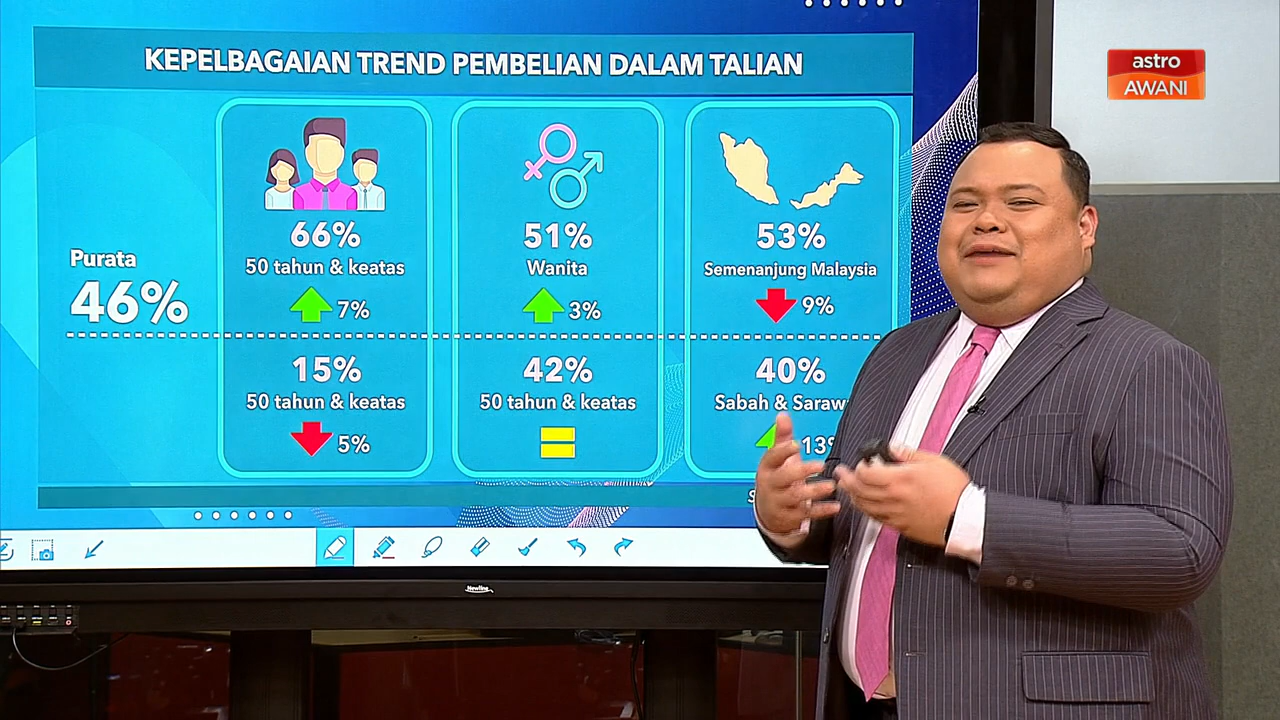 KEPELBAGAIAN TREND PEMBELIAN DALAM TALIAN
astro
AWANI
Purata
46%
66%
50 tahun & keatas
7%
15%
50 tahun & keatas
5%
51%
Wanita
3%
42%
50 tahun & keatas
53%
Semenanjung Malaysia
9%
40%
Sabah & Saraw
13
S
Newline